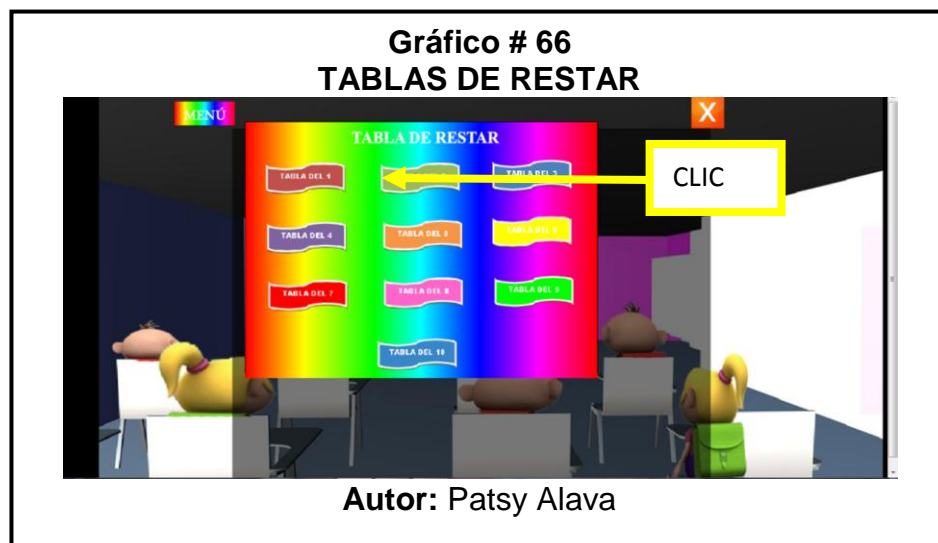 Gráfico # 66
TABLAS DE RESTAR
MENÚ
X
TABLA DE RESTAR
TABLA DEL 1
TABLA DEL 3
CLIC
TABLA DEL 4
TABLA DEL 5
TABLA DEL 6
TABLA DEL 7
TABLA DEL 8
TABLA DEL 9
TABLA DEL 10
Autor: Patsy Alava